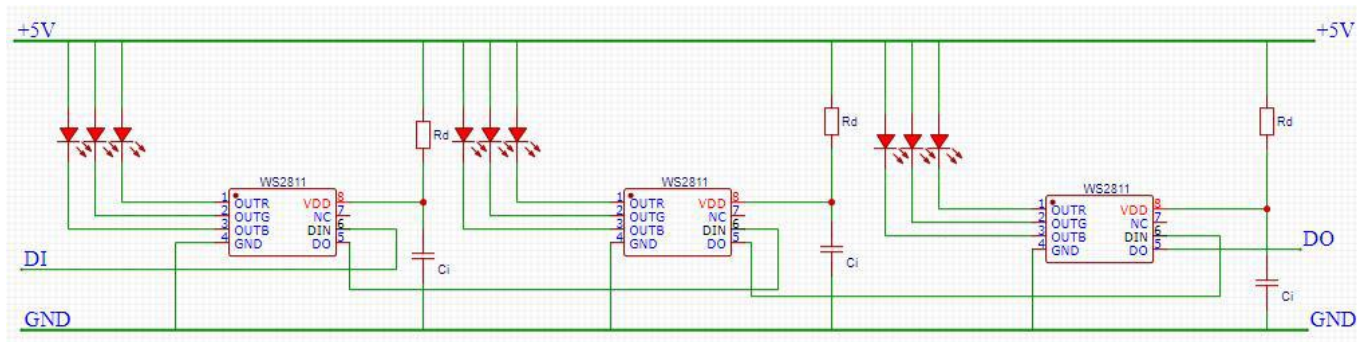 +5V +5V
Rd Rd Rd
WS2811 WS2811 WS2811
1 OUTR VDD 8 1 OUTR VDD 8 1 OUTR VDD 8
2 OUTG NC 7 2 OUTG NC 7 2 OUTG NC 7
3 OUTB DIN 6 3 OUTB DIN 6 3 OUTB DIN 6
4 GND DO 5 4 GND DO 5 4 GND DO 5
DI Ci Ci Ci DO
GND GND